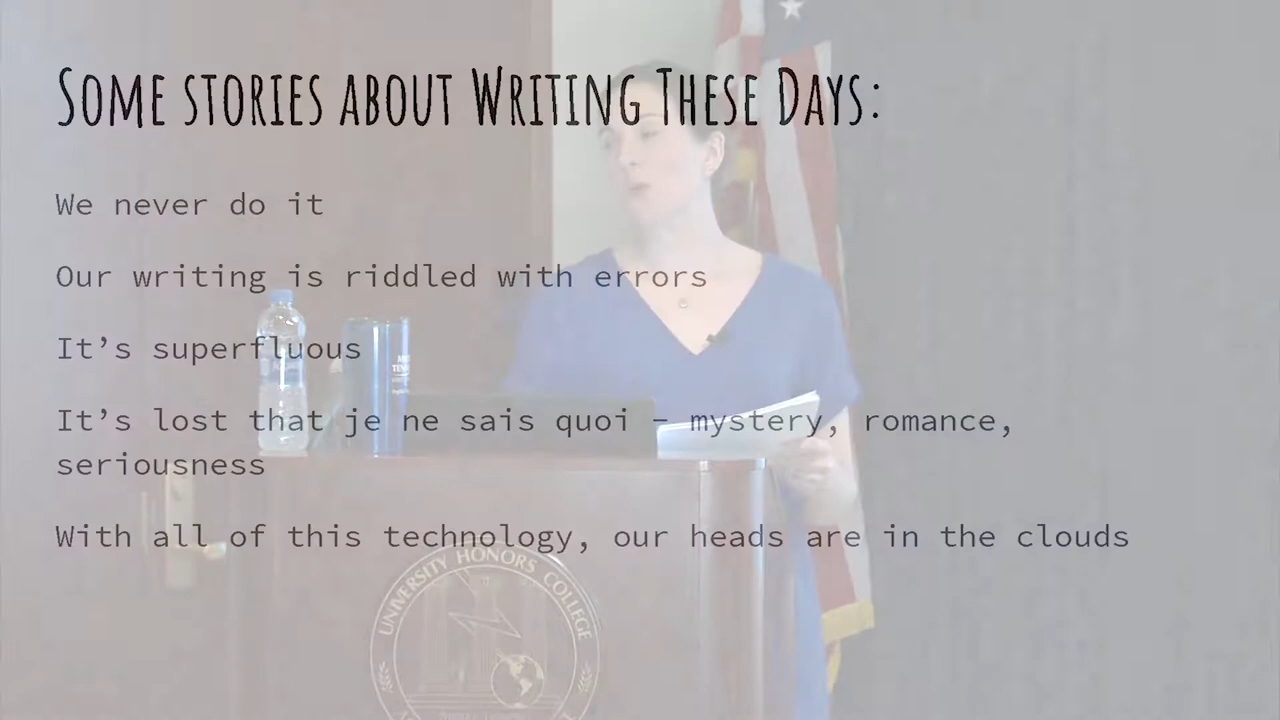 Some stories about Writing These Days:
We never do it
Our writing is riddled with errors
It’s superfluous
It’s lost that je ne sais quoi – mystery, romance,
seriousness
With all of this technology, our heads are in the clouds
UNIVERSITY HONORS COLLEGE